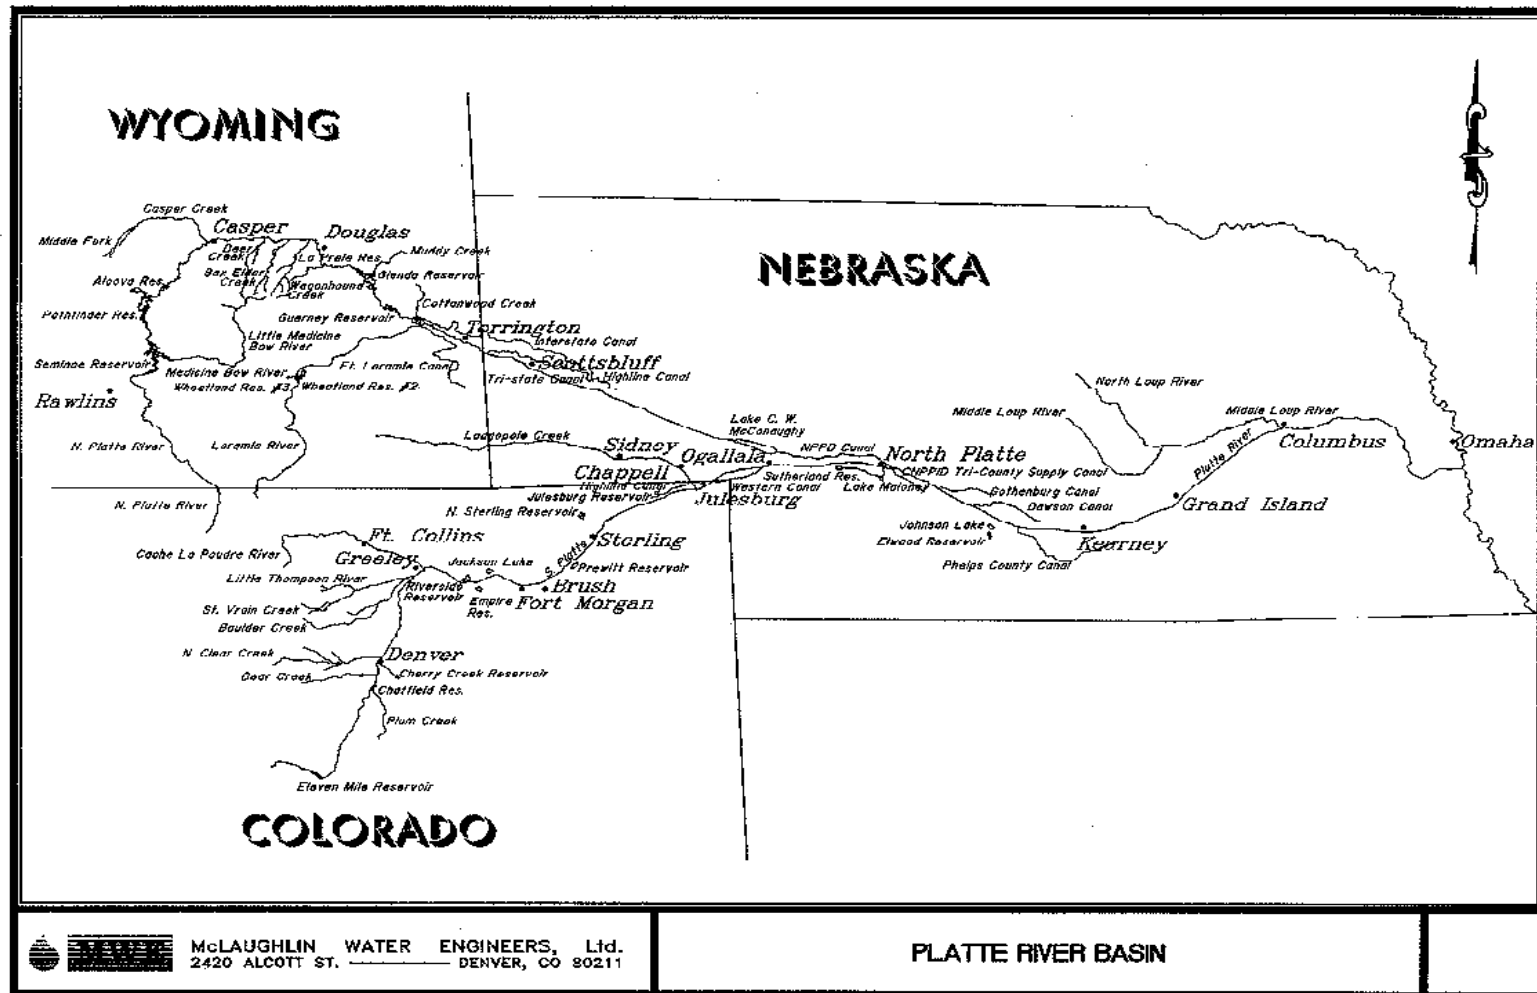 WYOMING
NEBRASKA
COLORADO
Casper Creek
Middle Fork
Casper
Douglas
Deer
Creek
La Prele Res.
Muddy Creek
Box Elder
Creek
Wagonhound
Creek
Glendo Reservoir
Alcova Res.
Cottonwood Creek
Pathfinder Res.
Guernsey Reservoir
Torrington
Interstate Canal
Little Medicine
Bow River
Seminoe Reservoir
Medicine Bow River
Ft. Laramie Canal
Scottsbluff
Tri-state Canal
Highline Canal
Wheatland Res. #3
Wheatland Res. #2
Rawlins
North Loup River
Middle Loup River
Middle Loup River
Lake C. W.
McConaughy
N. Platte River
Laramie River
Lodgepole Creek
Sidney
Ogallala
NPPD Canal
North Platte
Platte River
Columbus
Omaha
Chappell
Highline Canal
Julesburg Reservoir
Julesburg
Western Canal
Sutherland Res.
Lake Maloney
CNPPID Tri-County Supply Canal
Gothenburg Canal
Dawson Canal
Grand Island
N. Platte River
N. Sterling Reservoir
Johnson Lake
Elwood Reservoir
Kearney
Phelps County Canal
Ft. Collins
Cache La Poudre River
Greeley
Sterling
S. Platte
Prewitt Reservoir
Jackson Lake
Little Thompson River
Riverside
Reservoir
Empire
Res.
Brush
Fort Morgan
St. Vrain Creek
Boulder Creek
N. Clear Creek
Denver
Bear Creek
Cherry Creek Reservoir
Chatfield Res.
Plum Creek
Eleven Mile Reservoir
MWE
McLAUGHLIN WATER ENGINEERS, Ltd.
2420 ALCOTT ST. DENVER, CO 80211
PLATTE RIVER BASIN